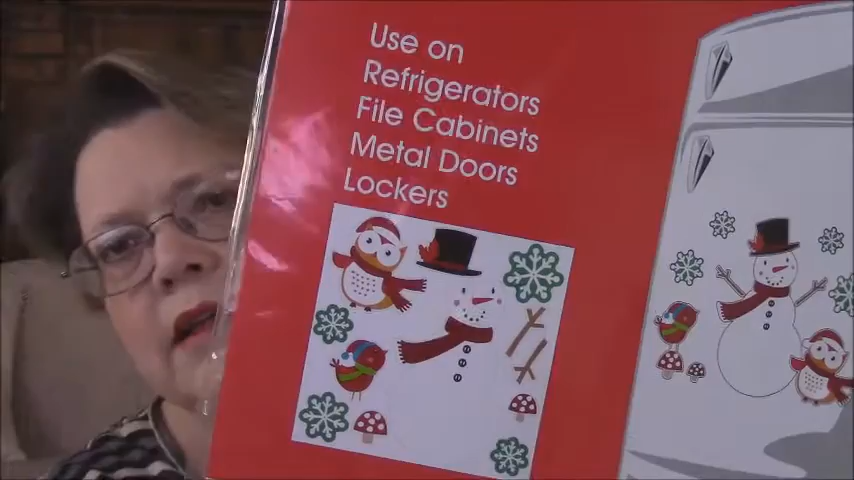 Use on
Refrigerators
File Cabinets
Metal Doors
Lockers